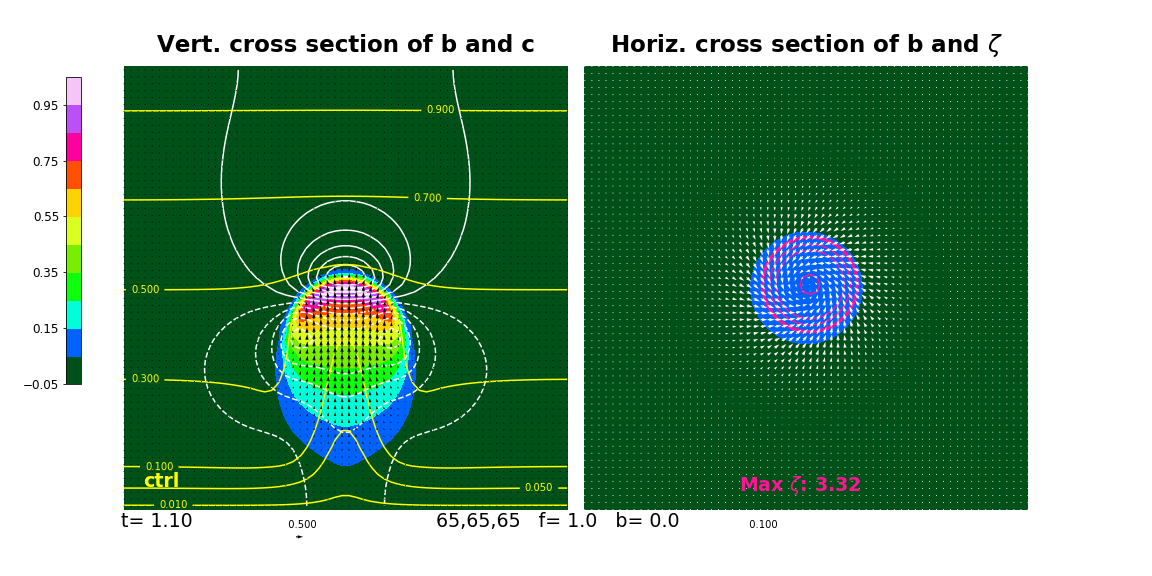 Vert. cross section of b and c
Horiz. cross section of b and ζ
0.95
0.75
0.55
0.35
0.15
−0.05
0.900
0.700
0.500
0.300
0.100
0.050
0.010
ctrl
Max ζ: 3.32
t= 1.10
0.500
65,65,65 f= 1.0 b= 0.0
0.100